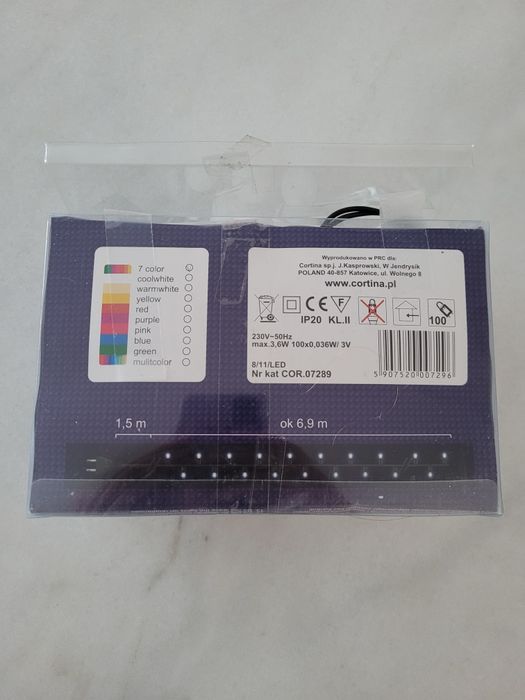 7 color
coolwhite
warmwhite
yellow
red
purple
pink
blue
green
mulitcolor
Wyprodukowano w PRC dla:
Cortina sp.j. J.Kasprowski, W Jendrysik
POLAND 40-857 Katowice, ul. Wolnego 8
www.cortina.pl
CE F
IP20 KL.II 100
230V~50Hz
max.3,6W 100x0,036W/ 3V
8/11/LED
Nr kat COR.07289
5 907520 007296
1,5 m ok 6,9 m